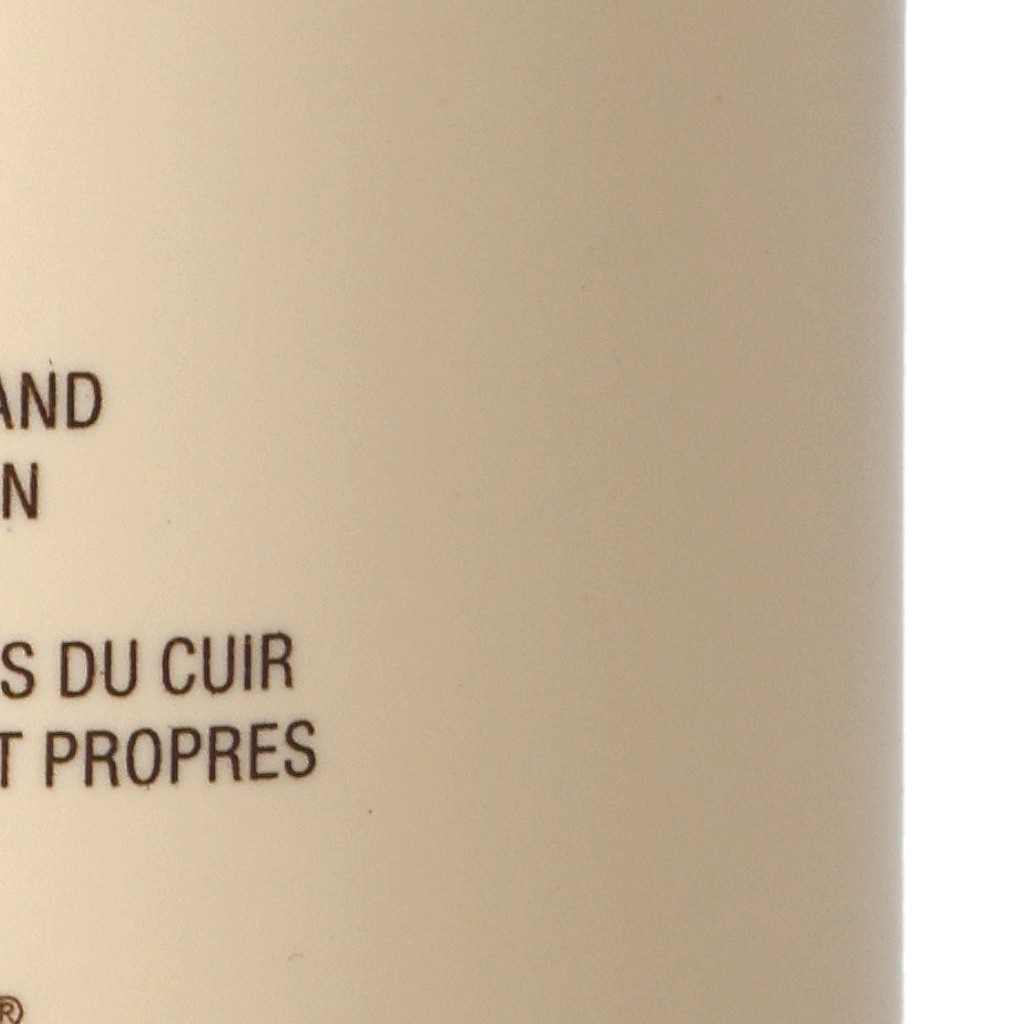 AND
N
S DU CUIR
T PROPRES
®